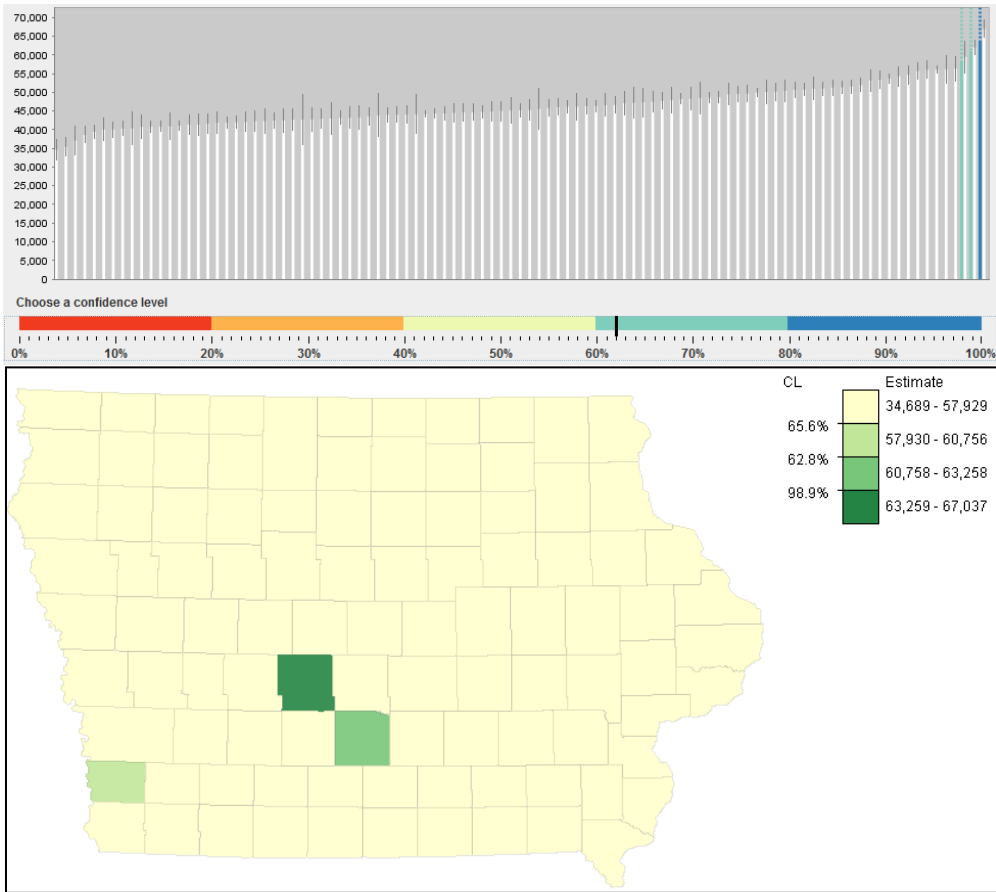 70,000
65,000
60,000
55,000
50,000
45,000
40,000
35,000
30,000
25,000
20,000
15,000
10,000
5,000
0
Choose a confidence level
0% 10% 20% 30% 40% 50% 60% 70% 80% 90% 100%
CL Estimate
34,689 - 57,929
65.6%
57,930 - 60,756
62.8%
60,758 - 63,258
98.9%
63,259 - 67,037